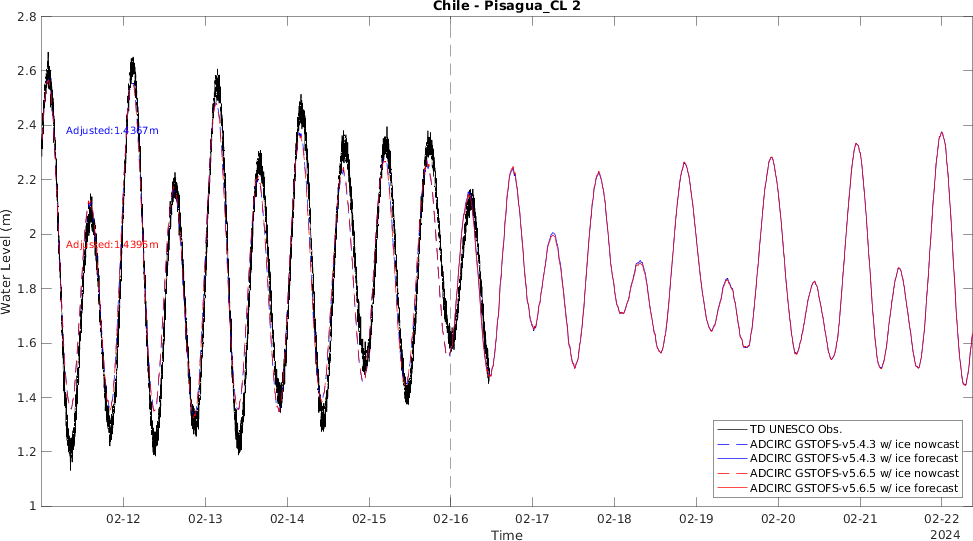 Chile - Pisagua_CL 2
2.8
2.6
2.4
2.2
2
1.8
1.6
1.4
1.2
1
Water Level (m)
Adjusted:1.4367m
Adjusted:1.4395m
02-12
02-13
02-14
02-15
02-16
02-17
02-18
02-19
02-20
02-21
02-22
2024
Time
TD UNESCO Obs.
ADCIRC GSTOFS-v5.4.3 w/ ice nowcast
ADCIRC GSTOFS-v5.4.3 w/ ice forecast
ADCIRC GSTOFS-v5.6.5 w/ ice nowcast
ADCIRC GSTOFS-v5.6.5 w/ ice forecast